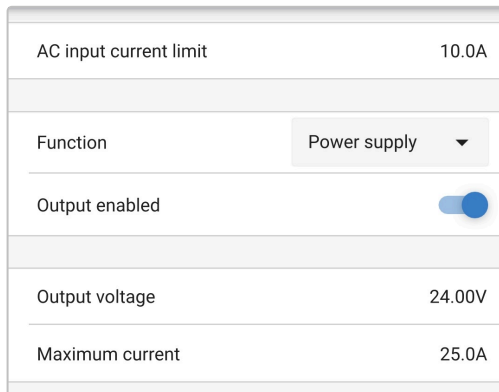 AC input current limit 10.0A
Function Power supply
Output enabled
Output voltage 24.00V
Maximum current 25.0A